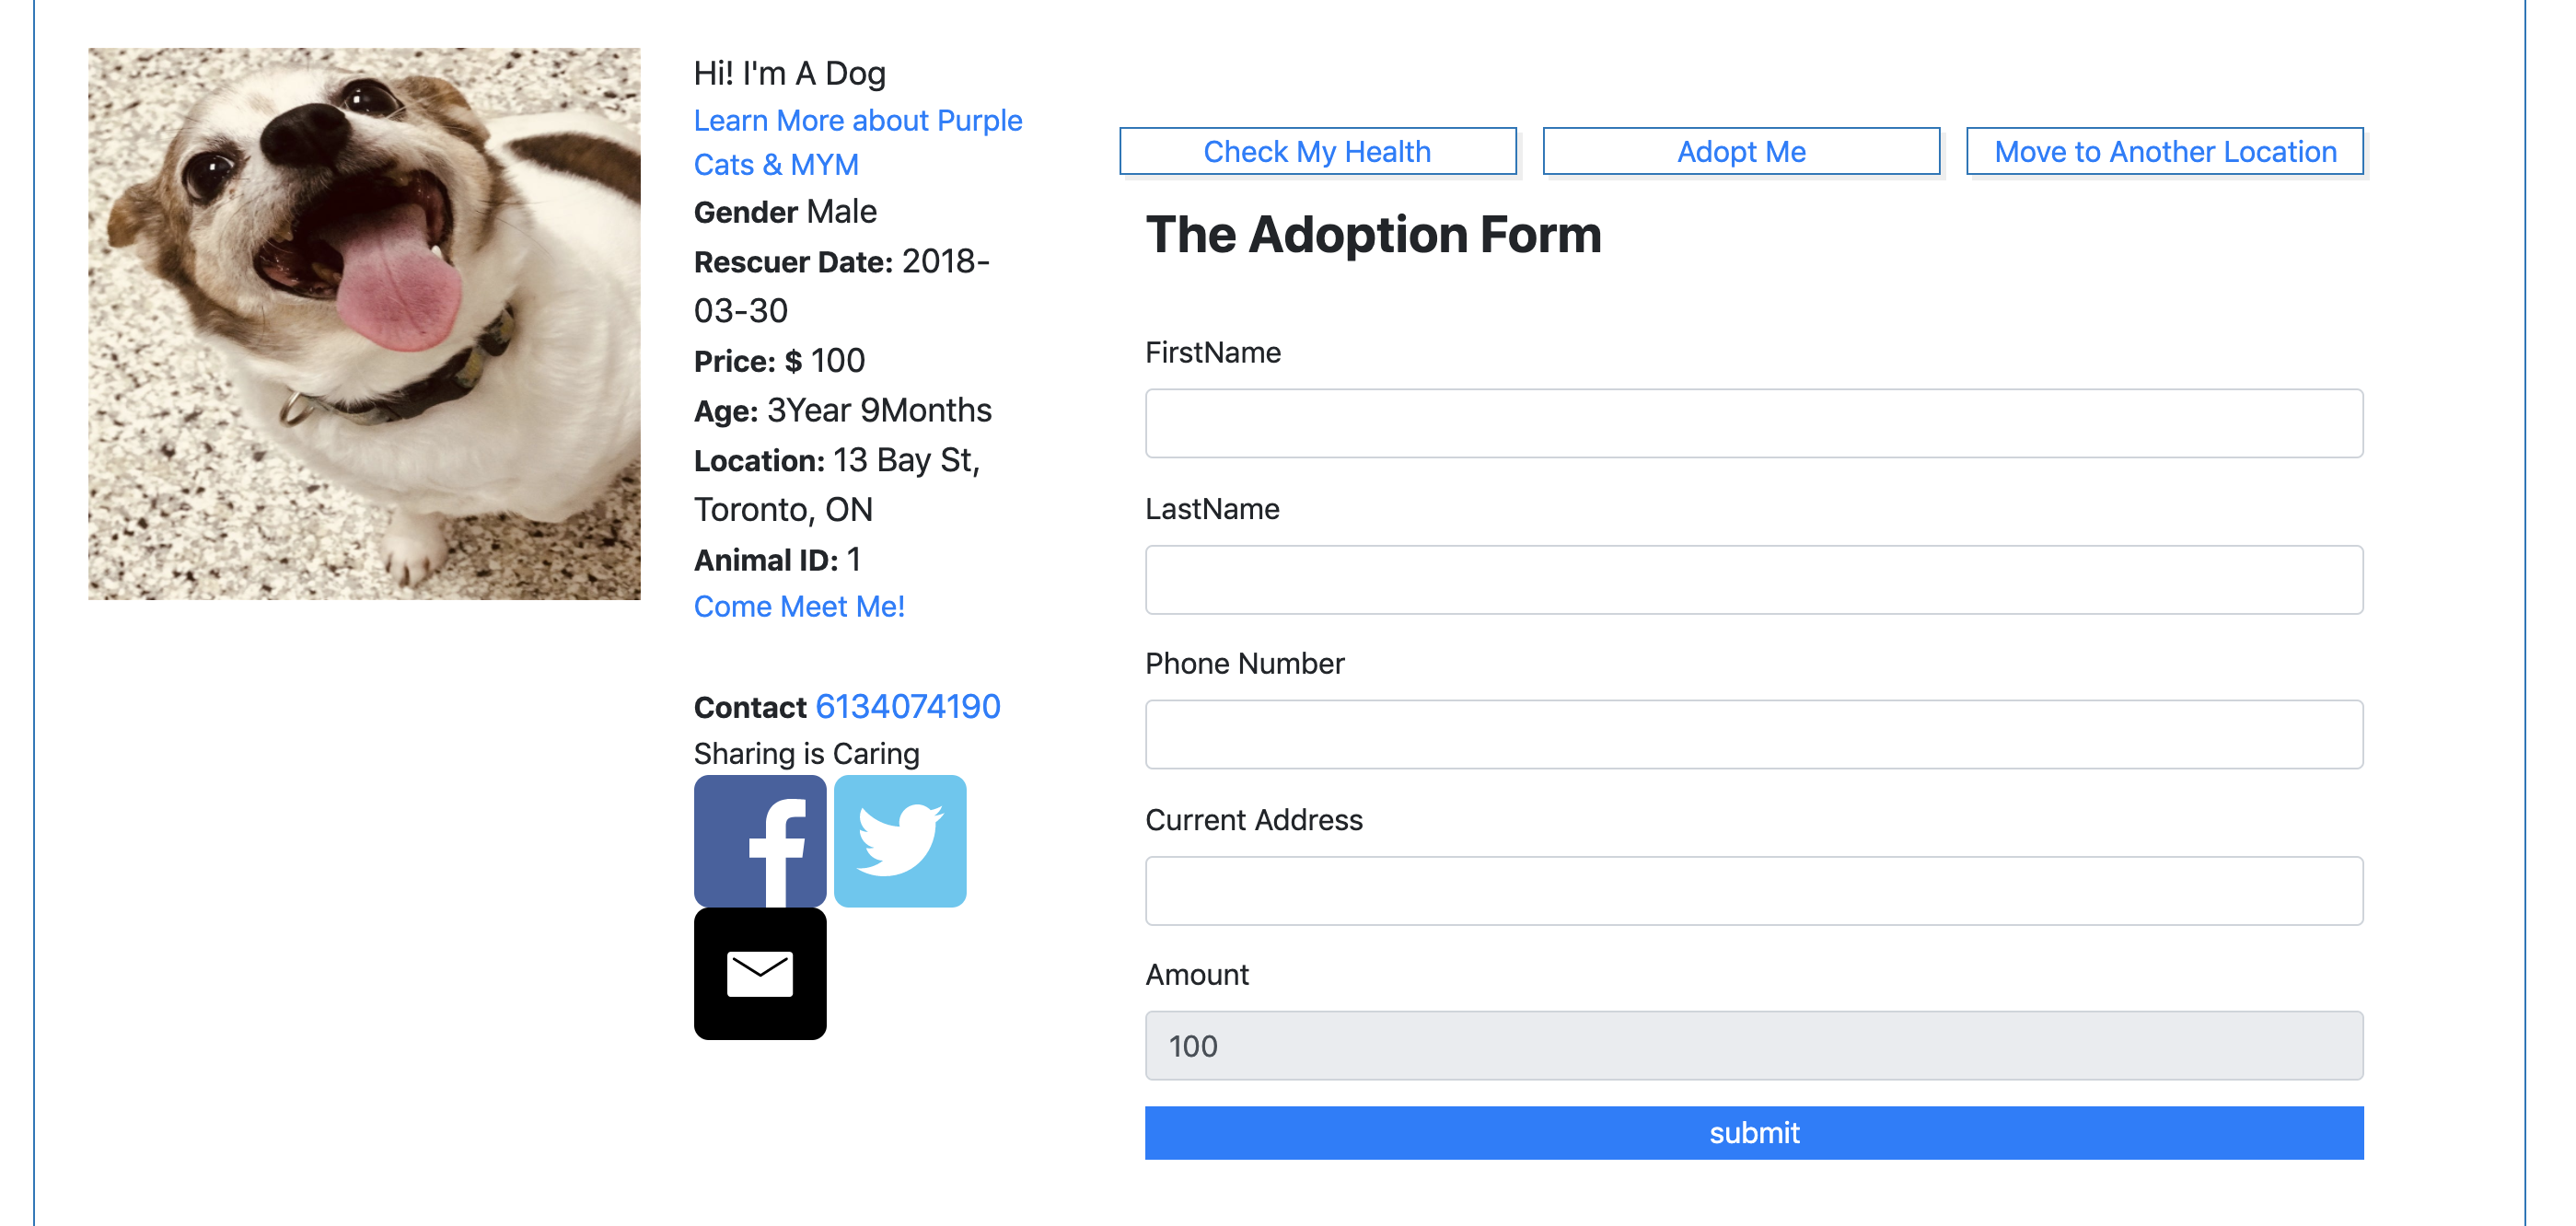 Hi! I'm A Dog
Learn More about Purple
Cats & MYM
Gender Male
Rescuer Date: 2018-
03-30
Price: $ 100
Age: 3Year 9Months
Location: 13 Bay St,
Toronto, ON
Animal ID: 1
Come Meet Me!
Contact 6134074190
Sharing is Caring
f
Check My Health
Adopt Me
Move to Another Location
The Adoption Form
FirstName
LastName
Phone Number
Current Address
Amount
100
submit